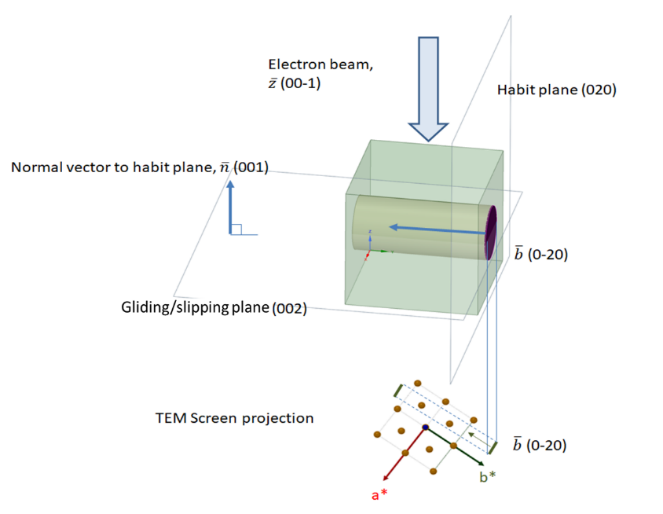 Electron beam,
z̄ (00-1)
Habit plane (020)
Normal vector to habit plane, n̄ (001)
b̄ (0-20)
Gliding/slipping plane (002)
TEM Screen projection
b̄ (0-20)
b*
a*